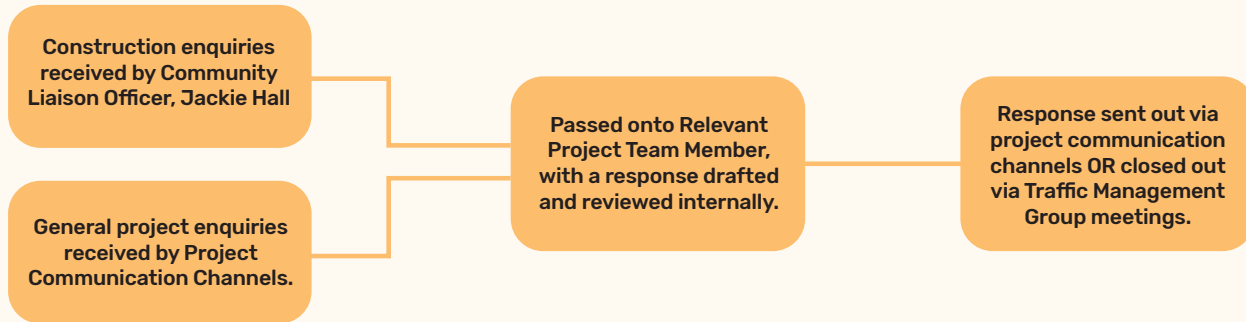 Construction enquiries
received by Community
Liaison Officer, Jackie Hall
General project enquiries
received by Project
Communication Channels.
Passed onto Relevant
Project Team Member,
with a response drafted
and reviewed internally.
Response sent out via
project communication
channels OR closed out
via Traffic Management
Group meetings.